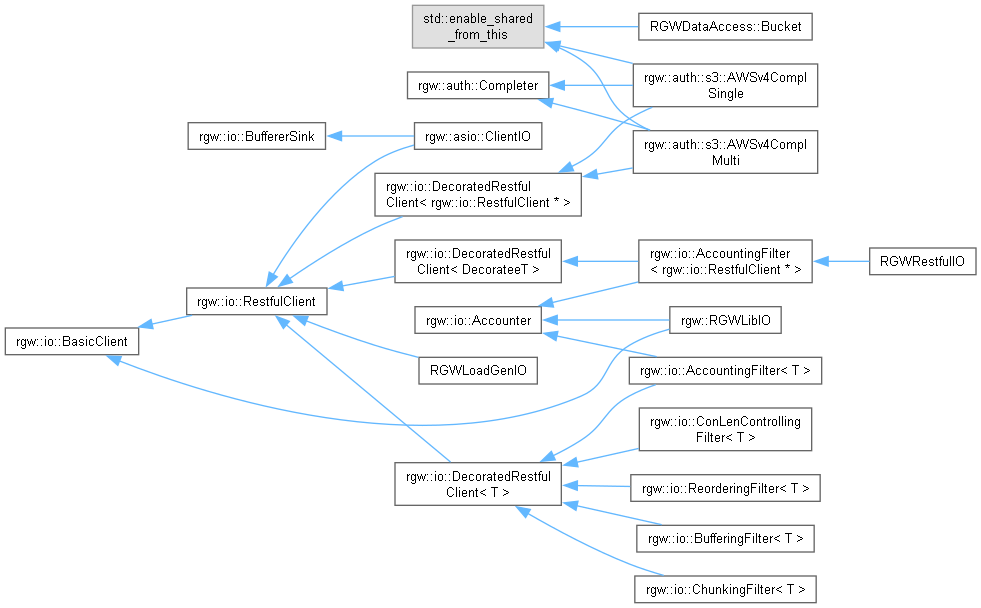 std::enable_shared
_from_this
RGWDataAccess::Bucket
rgw::auth::Completer
rgw::auth::s3::AWSv4Compl
Single
rgw::io::BuffererSink
rgw::asio::ClientIO
rgw::auth::s3::AWSv4Compl
Multi
rgw::io::DecoratedRestful
Client< rgw::io::RestfulClient * >
rgw::io::DecoratedRestful
Client< DecorateeT >
rgw::io::AccountingFilter
< rgw::io::RestfulClient * >
RGWRestfulIO
rgw::io::RestfulClient
rgw::io::Accounter
rgw::RGWLibIO
rgw::io::BasicClient
RGWLoadGenIO
rgw::io::AccountingFilter< T >
rgw::io::ConLenControlling
Filter< T >
rgw::io::DecoratedRestful
Client< T >
rgw::io::ReorderingFilter< T >
rgw::io::BufferingFilter< T >
rgw::io::ChunkingFilter< T >